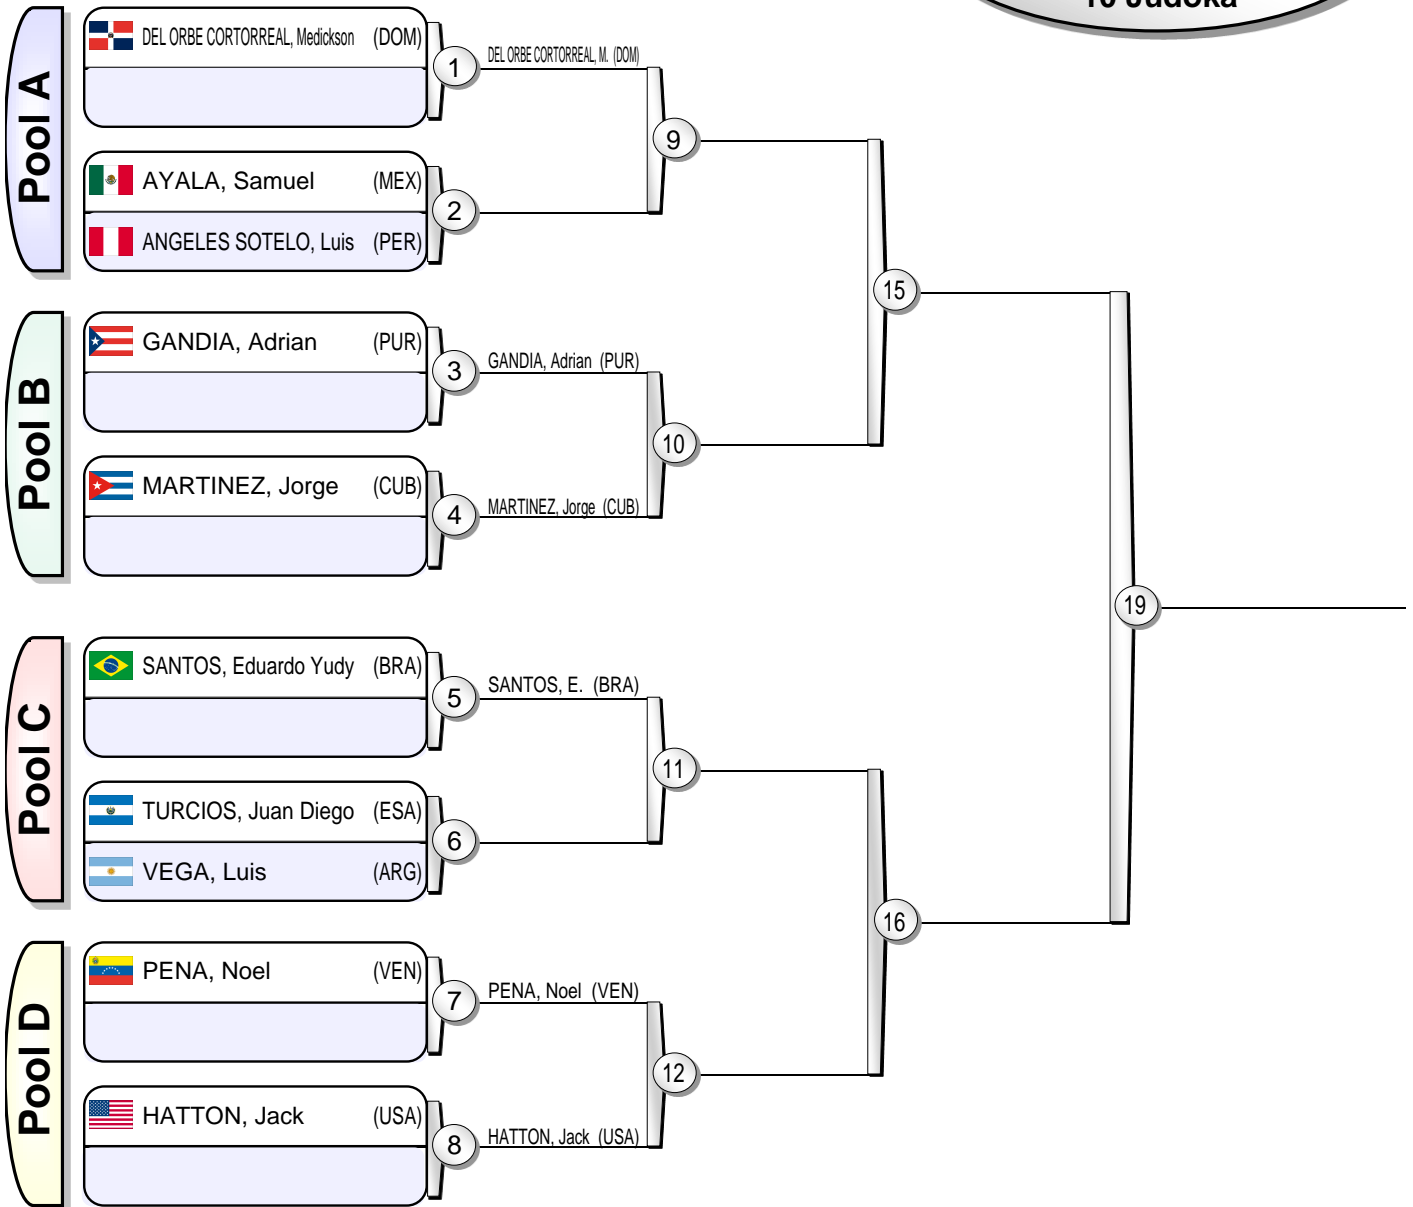 10 Judoka
Pool A
DEL ORBE CORTORREAL, Medickson (DOM)
1
DEL ORBE CORTORREAL, M. (DOM)
9
AYALA, Samuel (MEX)
2
ANGELES SOTELO, Luis (PER)
15
Pool B
GANDIA, Adrian (PUR)
3
GANDIA, Adrian (PUR)
10
MARTINEZ, Jorge (CUB)
4
MARTINEZ, Jorge (CUB)
19
Pool C
SANTOS, Eduardo Yudy (BRA)
5
SANTOS, E. (BRA)
11
TURCIOS, Juan Diego (ESA)
6
VEGA, Luis (ARG)
16
Pool D
PENA, Noel (VEN)
7
PENA, Noel (VEN)
12
HATTON, Jack (USA)
8
HATTON, Jack (USA)